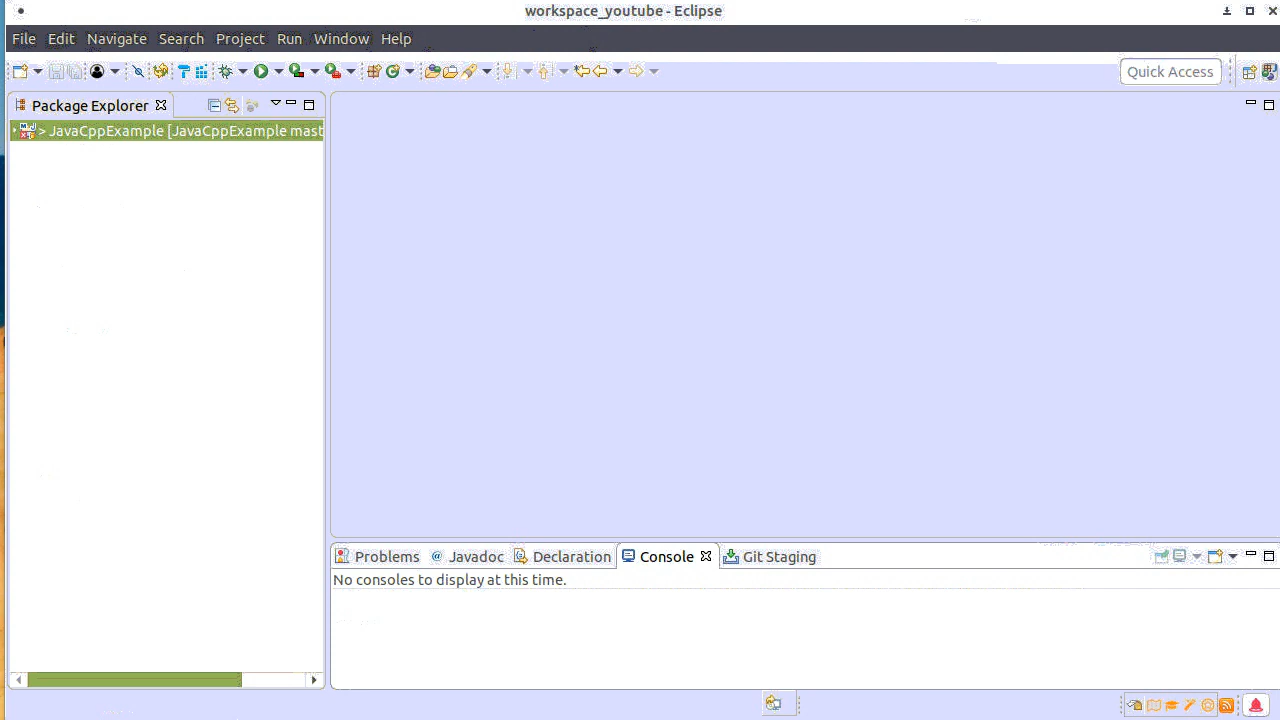 workspace_youtube - Eclipse
File Edit Navigate Search Project Run Window Help
Quick Access
Package Explorer
> JavaCppExample [JavaCppExample mast
Problems @ Javadoc Declaration Console Git Staging
No consoles to display at this time.